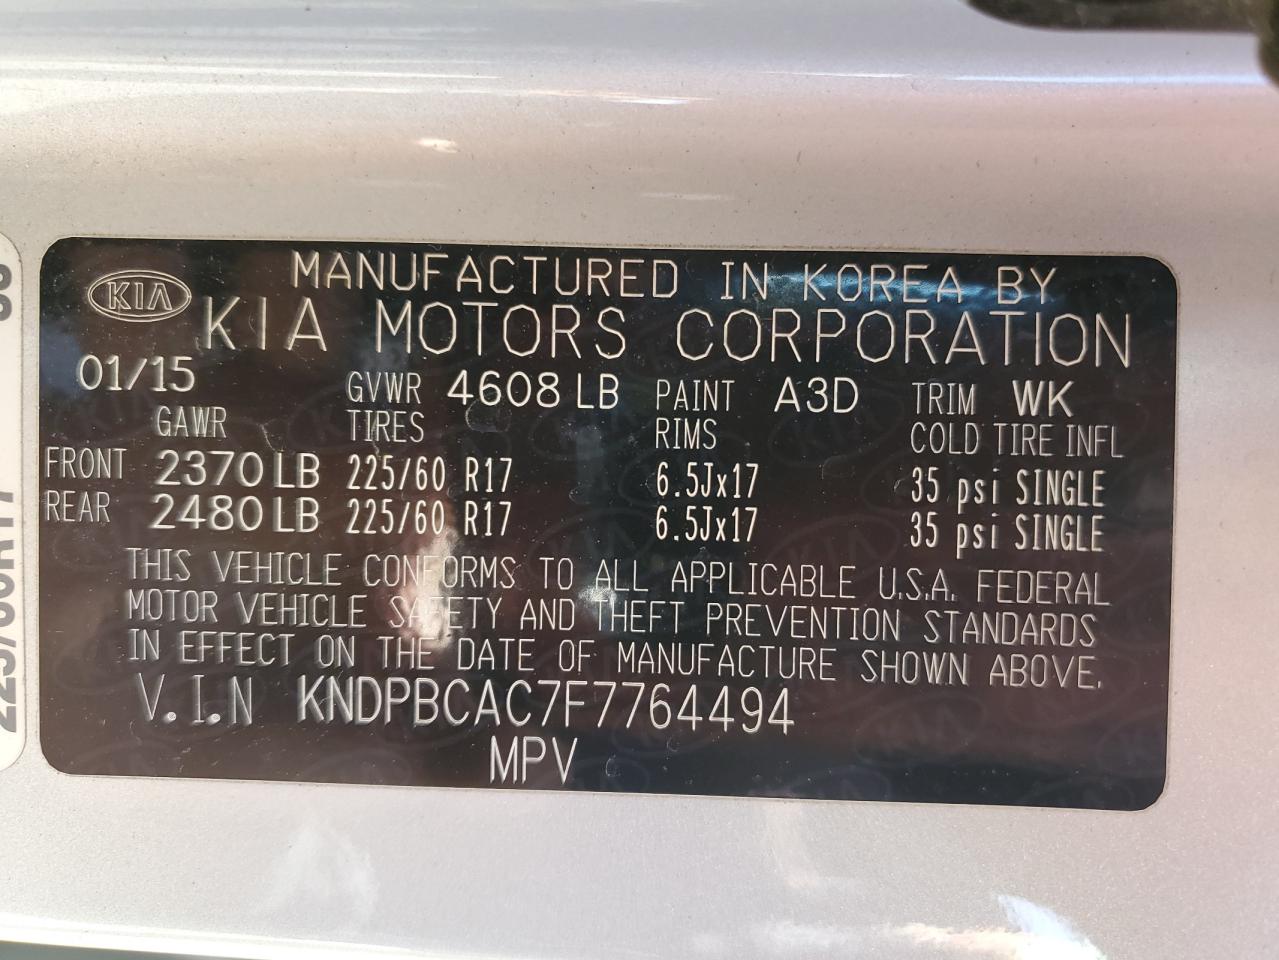 KIA MANUFACTURED IN KOREA BY
KIA MOTORS CORPORATION
01/15 GVWR 4608 LB PAINT A3D TRIM WK
GAWR TIRES RIMS COLD TIRE INFL
FRONT 2370 LB 225/60 R17 6.5Jx17 35 psi SINGLE
REAR 2480 LB 225/60 R17 6.5Jx17 35 psi SINGLE
THIS VEHICLE CONFORMS TO ALL APPLICABLE U.S.A. FEDERAL
MOTOR VEHICLE SAFETY AND THEFT PREVENTION STANDARDS
IN EFFECT ON THE DATE OF MANUFACTURE SHOWN ABOVE.
V.I.N KNDPBCAC7F7764494
MPV